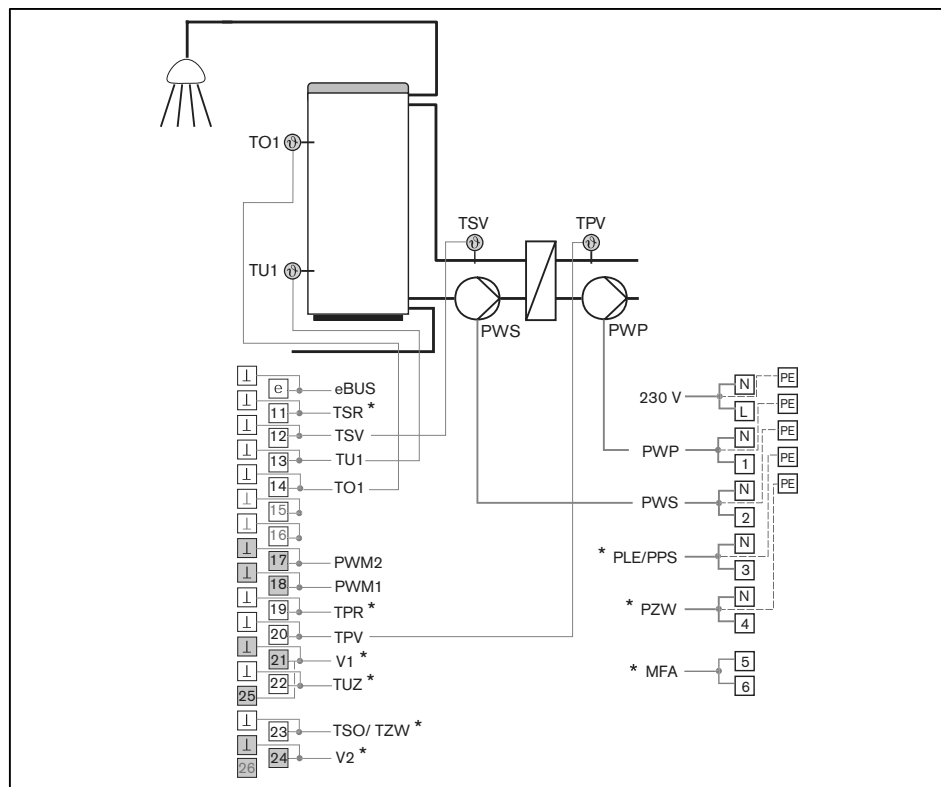 TO1 ϑ
TSV
TPV
ϑ
ϑ
TU1 ϑ
PWS
PWP
⊥
e eBUS
⊥
11 TSR *
⊥
12 TSV
⊥
13 TU1
⊥
14 TO1
⊥
15
⊥
16
⊥
17 PWM2
⊥
18 PWM1
⊥
19 TPR *
⊥
20 TPV
⊥
21 V1 *
⊥
22 TUZ *
25
⊥
23 TSO/ TZW *
⊥
24 V2 *
26
230 V N PE
L
PE
PWP N
1
PE
PWS N
2
PE
* PLE/PPS N
3
PE
* PZW N
4
* MFA 5
6